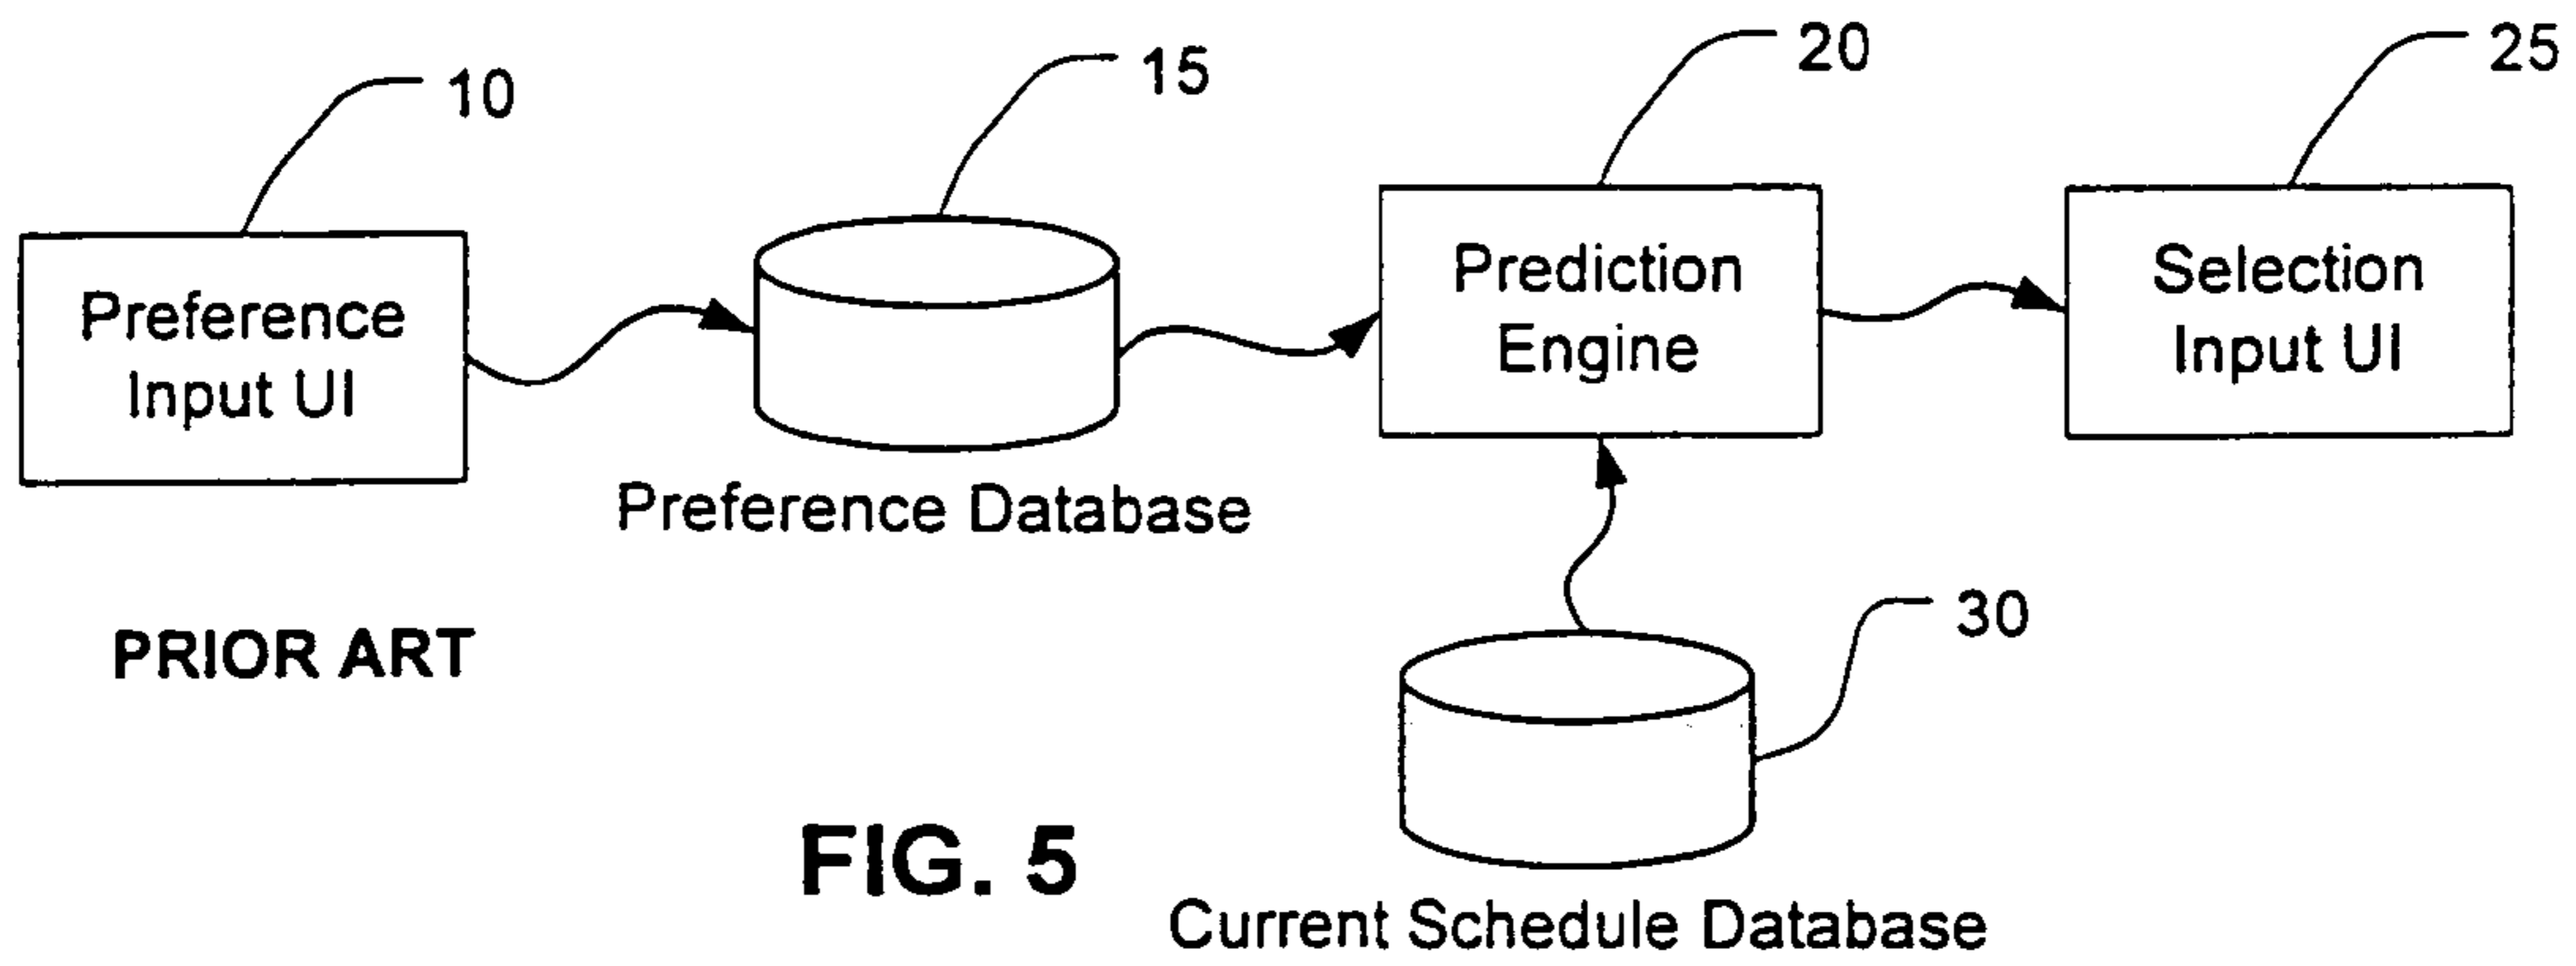 10
15
20
25
Preference
Input UI
Prediction
Engine
Selection
Input UI
Preference Database
30
PRIOR ART
FIG. 5
Current Schedule Database